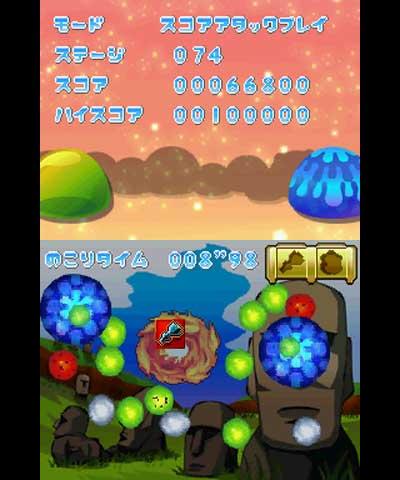 モード スコアアタックプレイ
ステージ 074
スコア 00066800
ハイスコア 00100000
のこりタイム 008"98